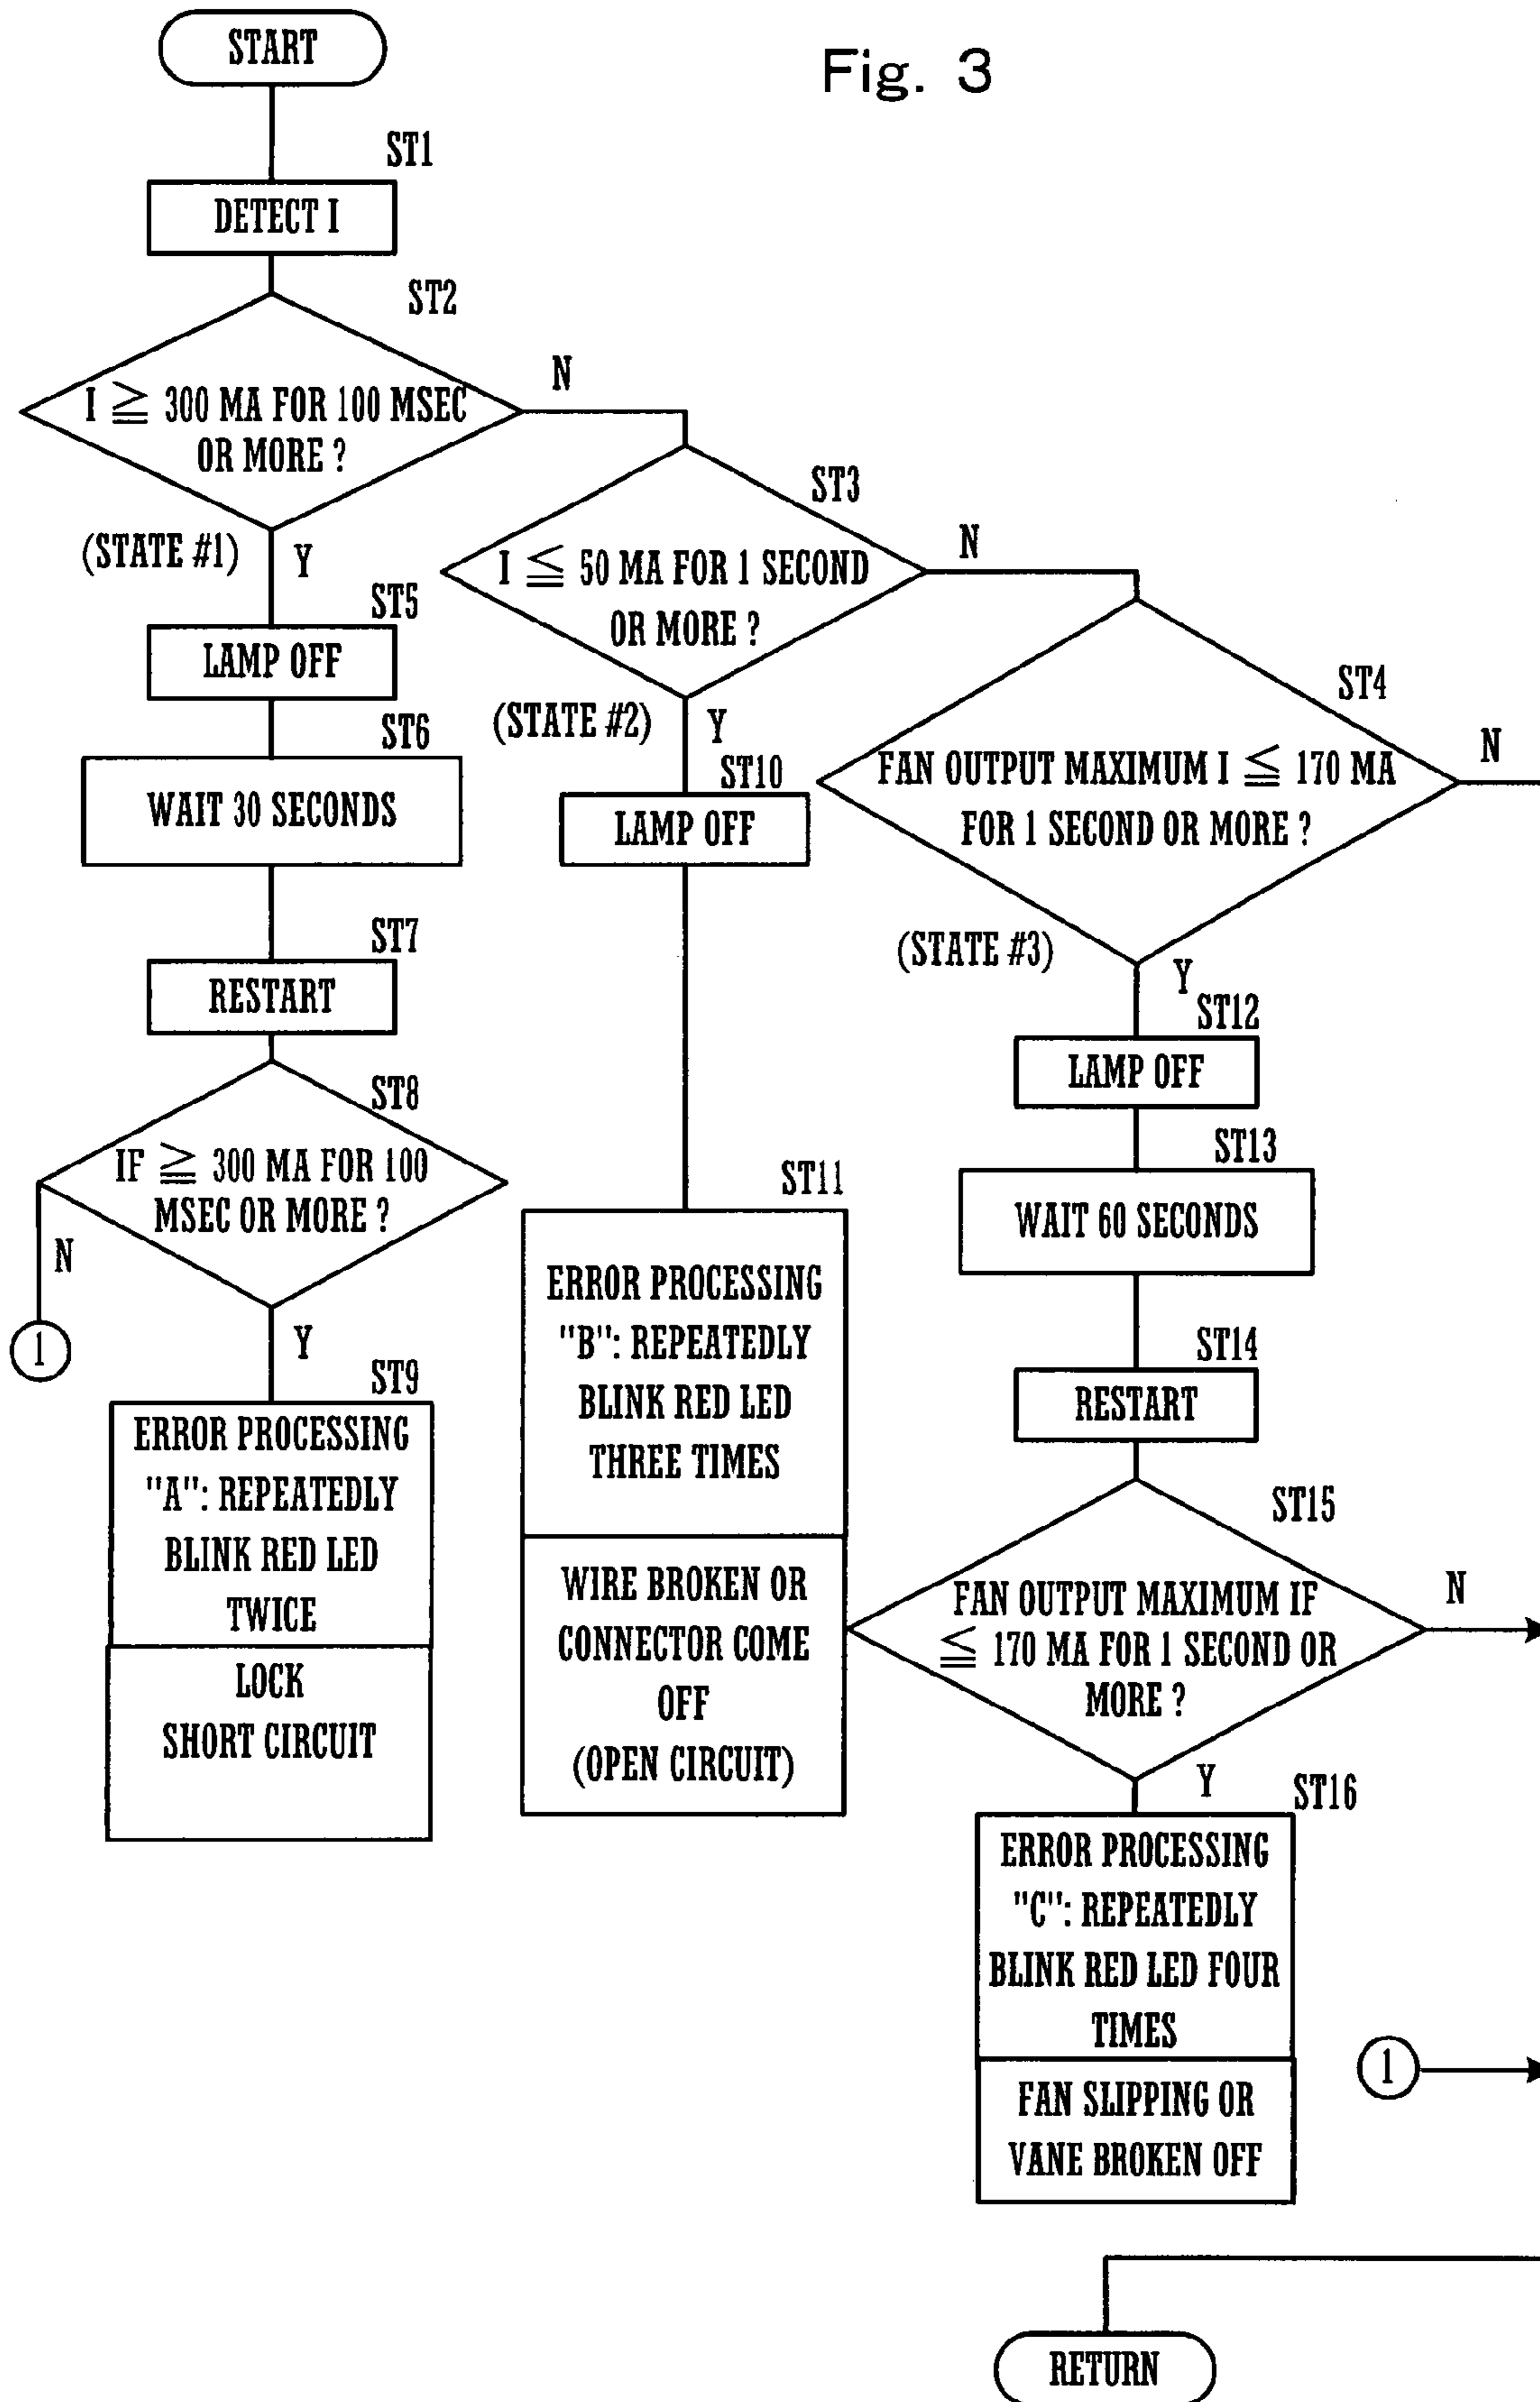 START
Fig. 3
ST1
DETECT I
ST2
I ≧ 300 MA FOR 100 MSEC
OR MORE ?
N
(STATE #1)
Y
ST5
LAMP OFF
ST6
WAIT 30 SECONDS
ST7
RESTART
ST8
IF ≧ 300 MA FOR 100
MSEC OR MORE ?
N
1
Y
ST9
ERROR PROCESSING
"A": REPEATEDLY
BLINK RED LED
TWICE
LOCK
SHORT CIRCUIT
ST3
I ≦ 50 MA FOR 1 SECOND
OR MORE ?
N
(STATE #2)
Y
ST10
LAMP OFF
ST11
ERROR PROCESSING
"B": REPEATEDLY
BLINK RED LED
THREE TIMES
WIRE BROKEN OR
CONNECTOR COME
OFF
(OPEN CIRCUIT)
ST4
FAN OUTPUT MAXIMUM I ≦ 170 MA
FOR 1 SECOND OR MORE ?
N
(STATE #3)
Y
ST12
LAMP OFF
ST13
WAIT 60 SECONDS
ST14
RESTART
ST15
FAN OUTPUT MAXIMUM IF
≦ 170 MA FOR 1 SECOND OR
MORE ?
N
Y
ST16
ERROR PROCESSING
"C": REPEATEDLY
BLINK RED LED FOUR
TIMES
FAN SLIPPING OR
VANE BROKEN OFF
1
RETURN